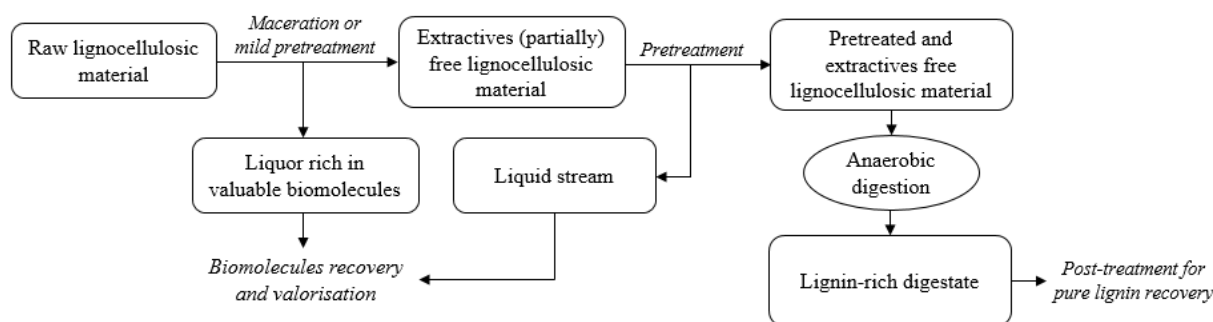 Raw lignocellulosic
material
Maceration or
mild pretreatment
Extractives (partially)
free lignocellulosic
material
Pretreatment
Pretreated and
extractives free
lignocellulosic material
Liquor rich in
valuable biomolecules
Liquid stream
Anaerobic
digestion
Biomolecules recovery
and valorisation
Lignin-rich digestate
Post-treatment for
pure lignin recovery